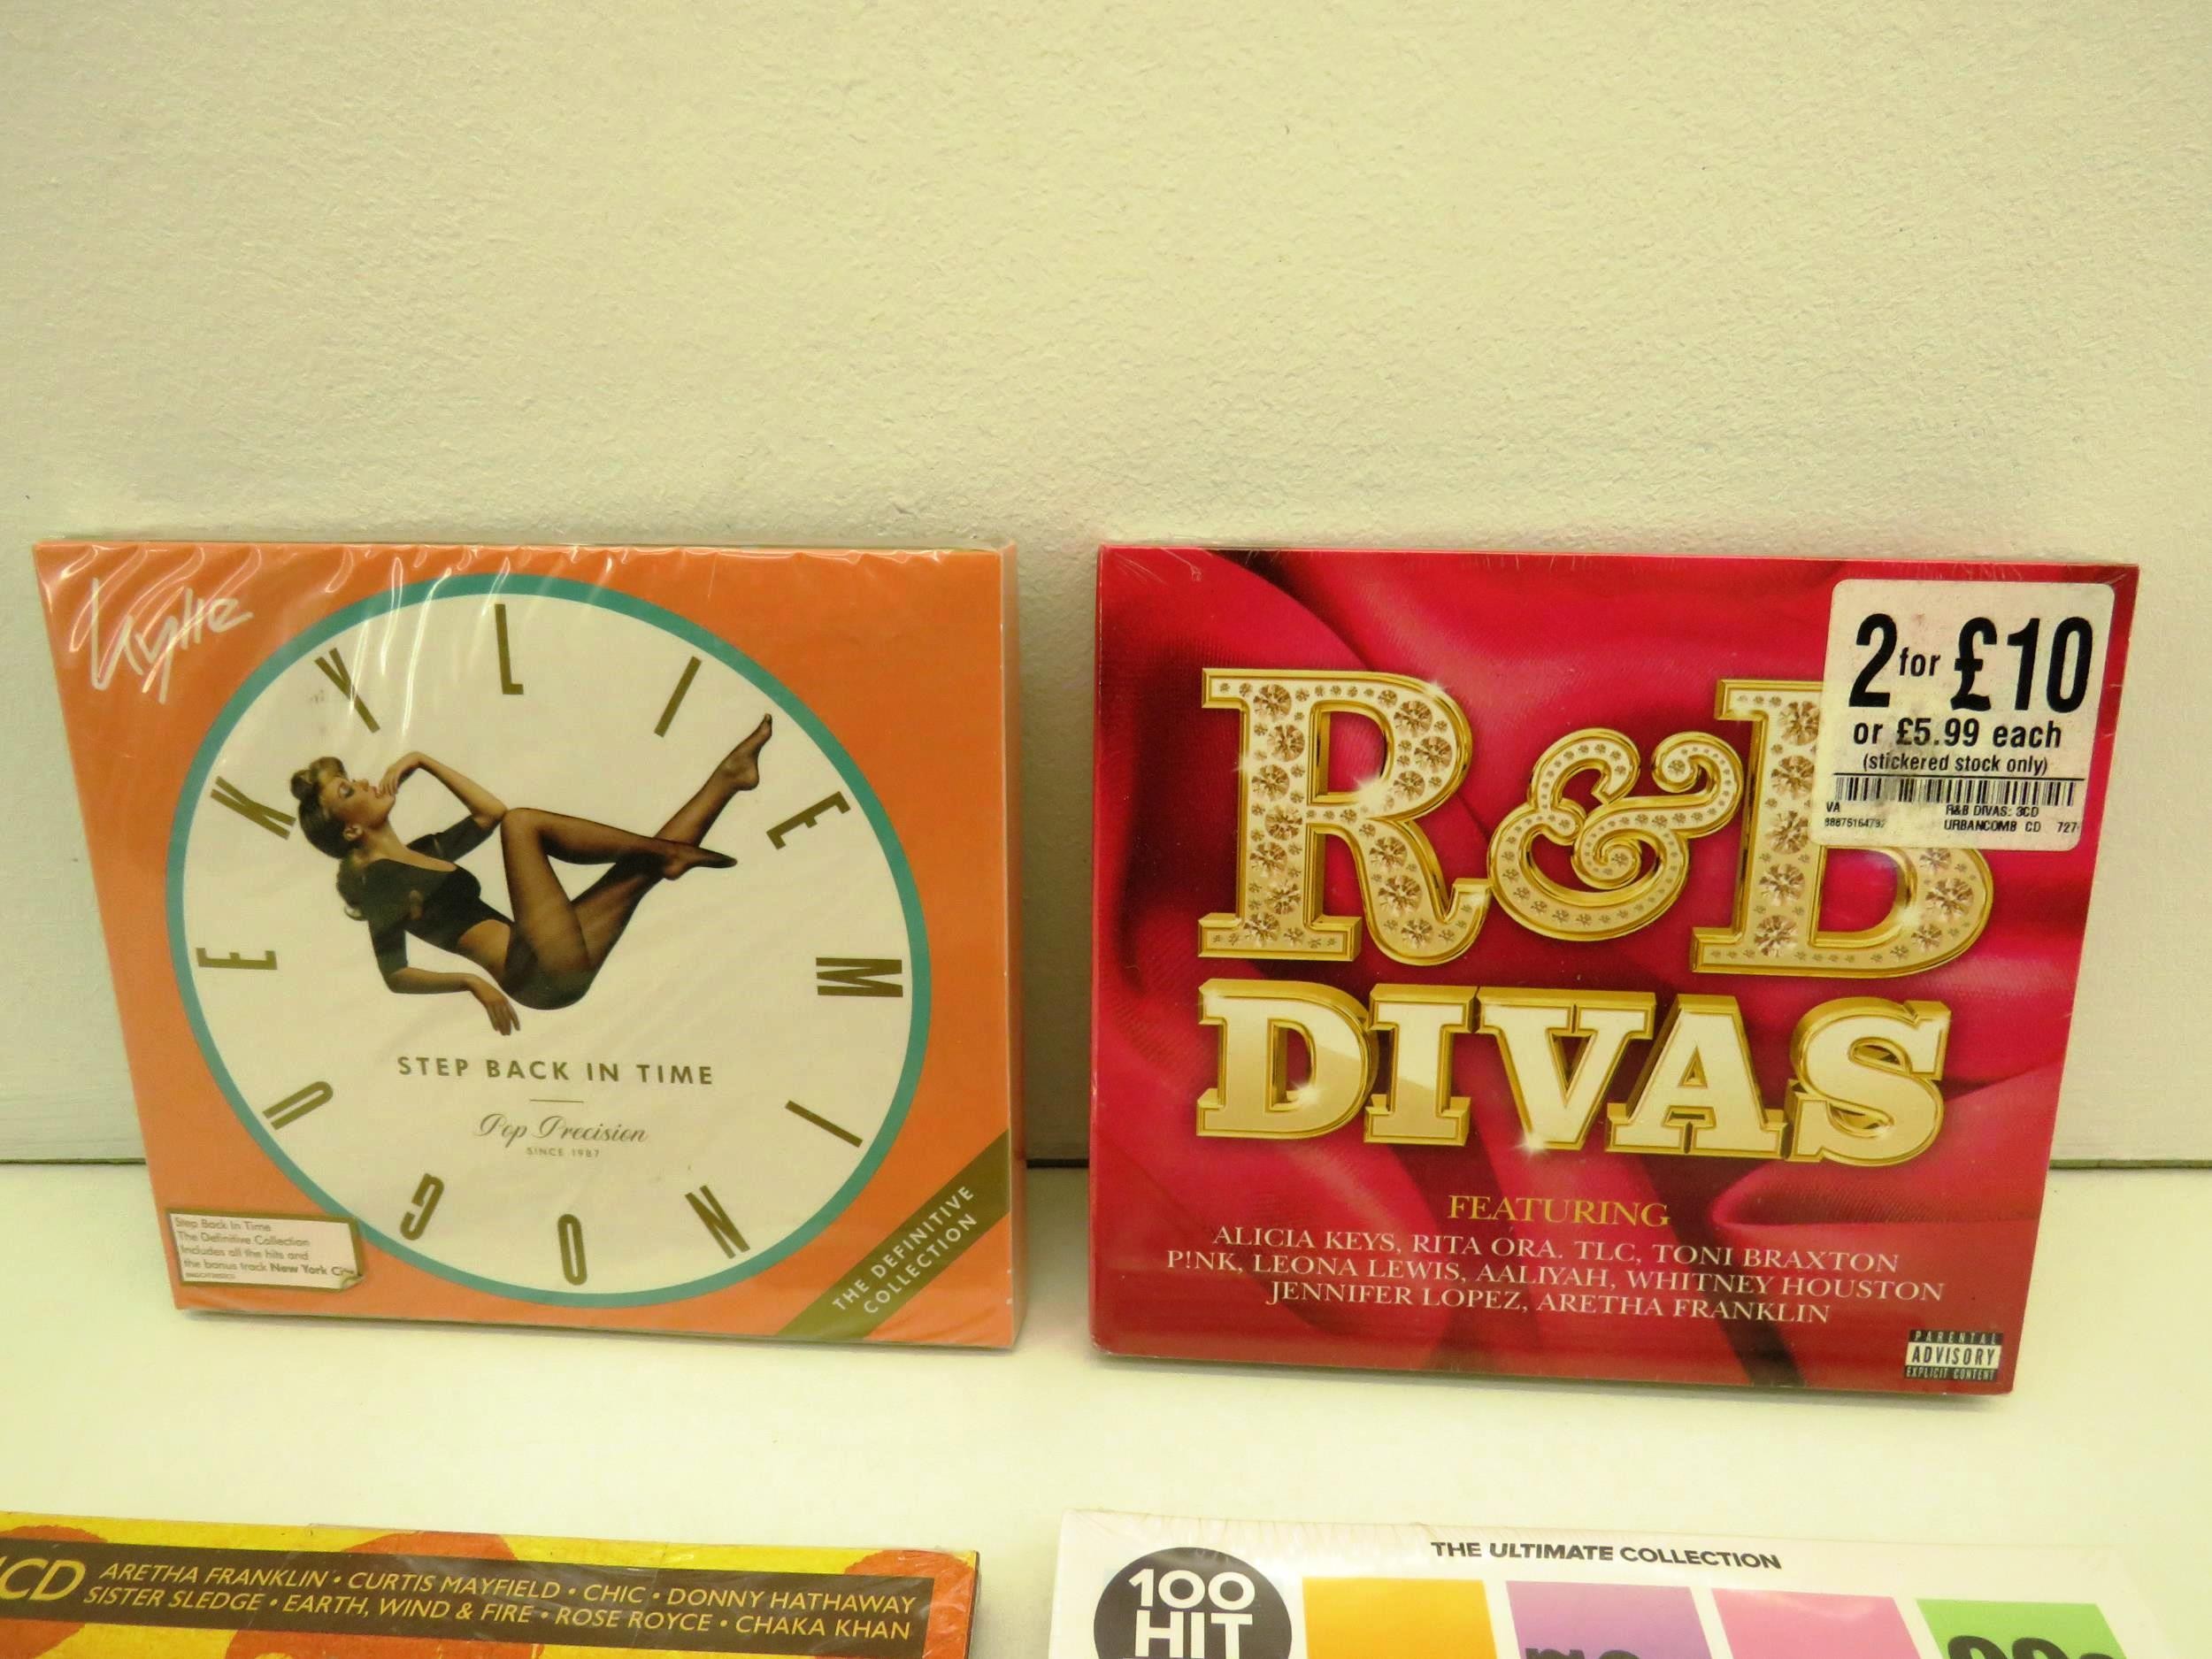 Kylie
KYLIE MINOGUE
STEP BACK IN TIME
Pop Precision
SINCE 1987
Step Back In Time
The Definitive Collection
Includes all the hits and
the bonus track New York City
THE DEFINITIVE
COLLECTION
2 for £10
or £5.99 each
(stickered stock only)
VA R&B DIVAS: 3CD
88875164792 URBANCOMB CD 727
R&B
DIVAS
FEATURING
ALICIA KEYS, RITA ORA. TLC, TONI BRAXTON
P!NK, LEONA LEWIS, AALIYAH, WHITNEY HOUSTON
JENNIFER LOPEZ, ARETHA FRANKLIN
PARENTAL
ADVISORY
EXPLICIT CONTENT
CD ARETHA FRANKLIN • CURTIS MAYFIELD • CHIC • DONNY HATHAWAY
SISTER SLEDGE • EARTH, WIND & FIRE • ROSE ROYCE • CHAKA KHAN
THE ULTIMATE COLLECTION
100
HIT